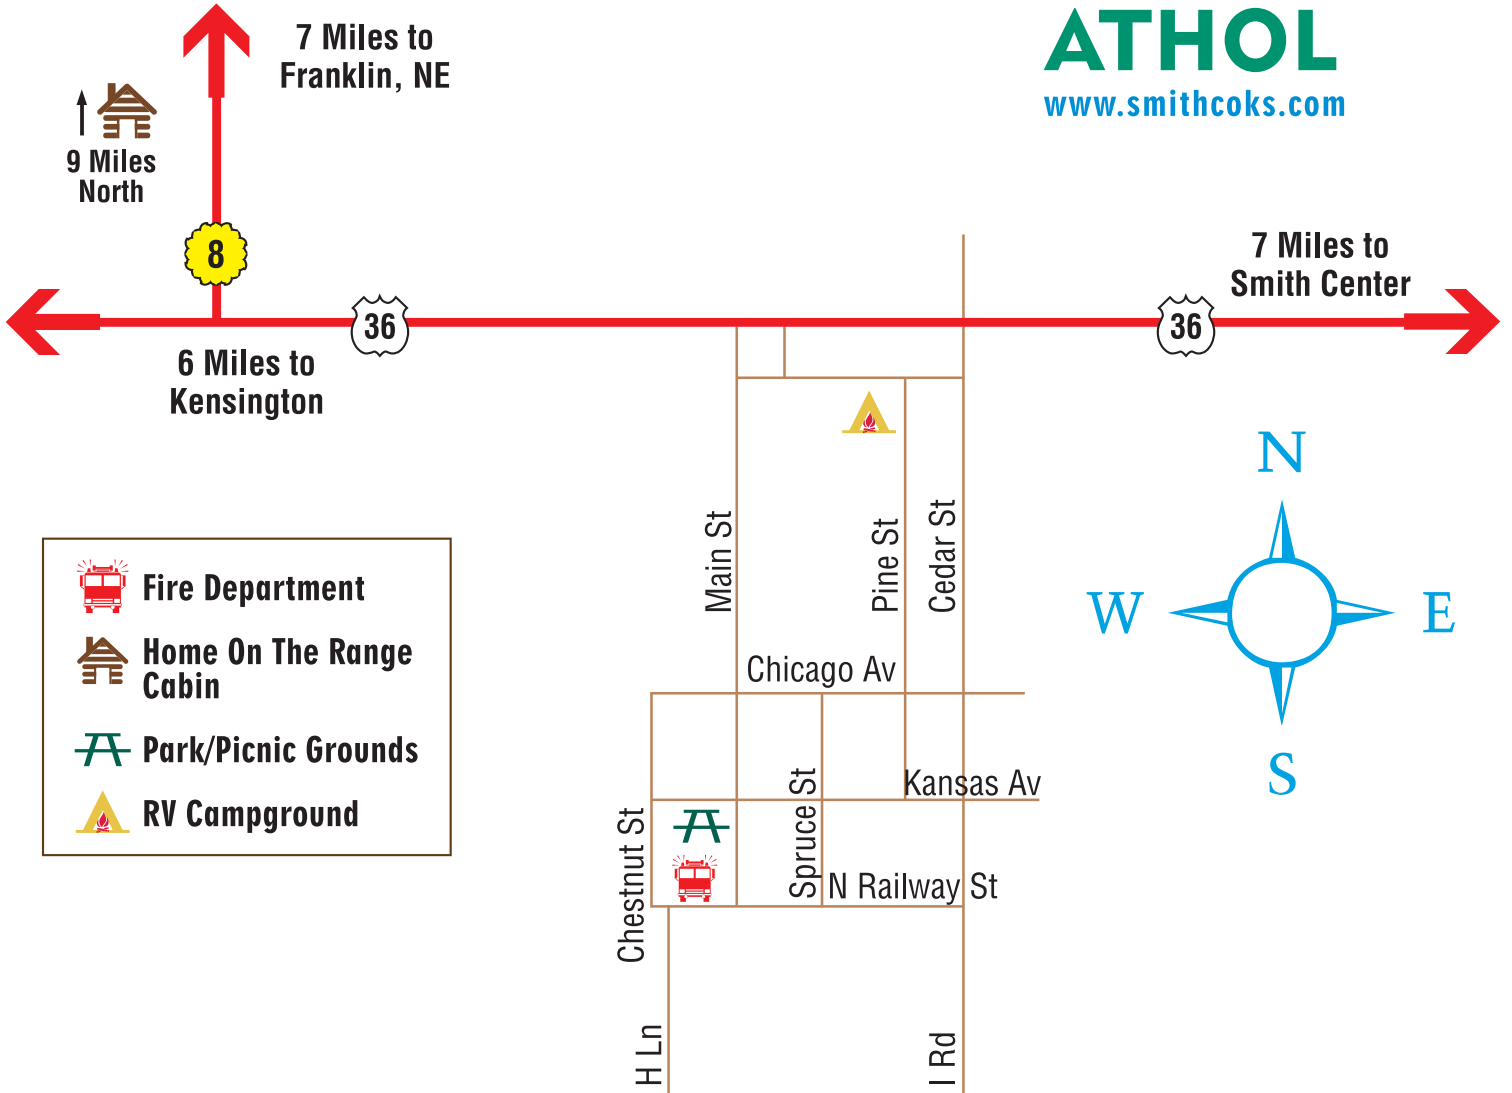 ATHOL
www.smithcoks.com
7 Miles to
Franklin, NE
9 Miles
North
8
7 Miles to
Smith Center
36
36
6 Miles to
Kensington
N
W
E
S
Main St
Pine St
Cedar St
Chicago Av
Kansas Av
Spruce St
Chestnut St
N Railway St
H Ln
I Rd
Fire Department
Home On The Range
Cabin
Park/Picnic Grounds
RV Campground